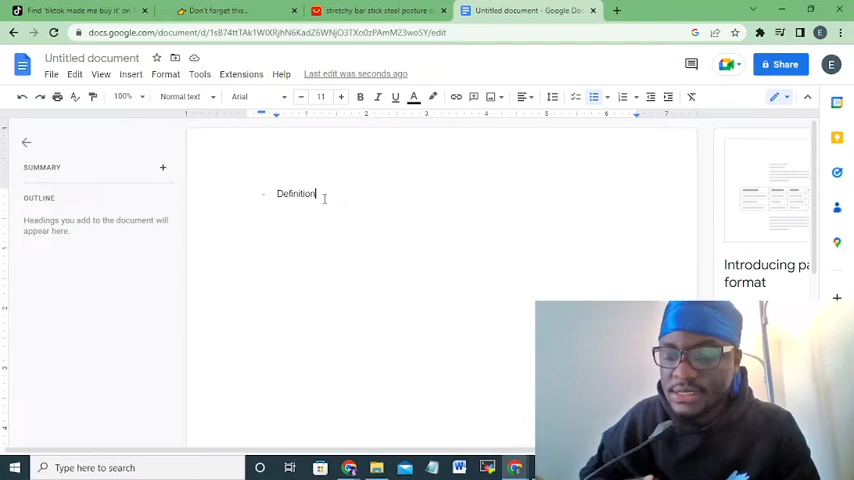 Find 'tiktok made me buy it' on
Don't forget this...
stretchy bar stick steel posture c
Untitled document - Google Doc
docs.google.com/document/d/
/edit
Untitled document
File Edit View Insert Format Tools Extensions Help Last edit was seconds ago
Share
E
100% Normal text Arial 11
SUMMARY
OUTLINE
Headings you add to the document will
appear here.
- Definition
Introducing pa
format
Type here to search